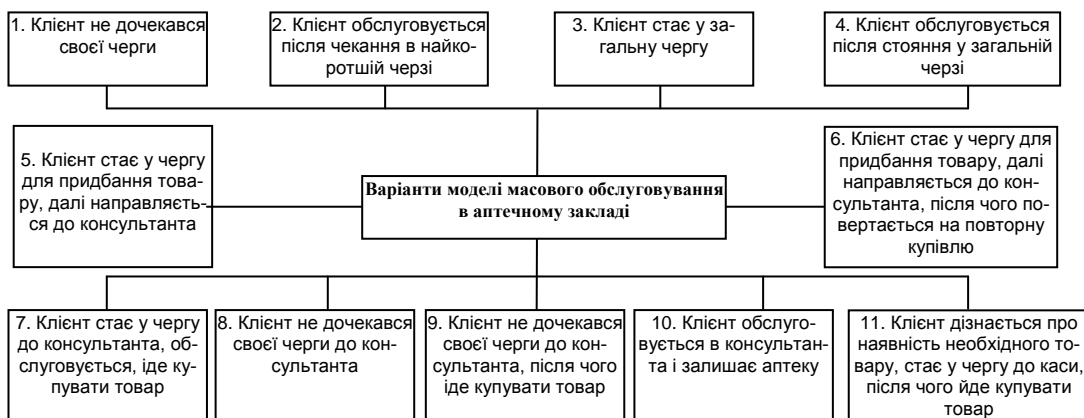 1. Клієнт не дочекався
своєї черги
2. Клієнт обслуговується
після чекання в найко-
ротшій черзі
3. Клієнт стає у за-
гальну чергу
4. Клієнт обслуговується
після стояння у загальній
черзі
5. Клієнт стає у чергу
для придбання това-
ру, далі направляєть-
ся до консультанта
Варіанти моделі масового обслуговування
в аптечному закладі
6. Клієнт стає у чергу для
придбання товару, далі
направляється до кон-
сультанта, після чого по-
вертається на повторну
купівлю
7. Клієнт стає у чергу
до консультанта, об-
слуговується, іде ку-
пувати товар
8. Клієнт не дочекався
своєї черги до кон-
сультанта
9. Клієнт не дочекався
своєї черги до кон-
сультанта, після чого
іде купувати товар
10. Клієнт обслуго-
вується в консультан-
та і залишає аптеку
11. Клієнт дізнається про
наявність необхідного то-
вару, стає у чергу до каси,
після чого йде купувати
товар